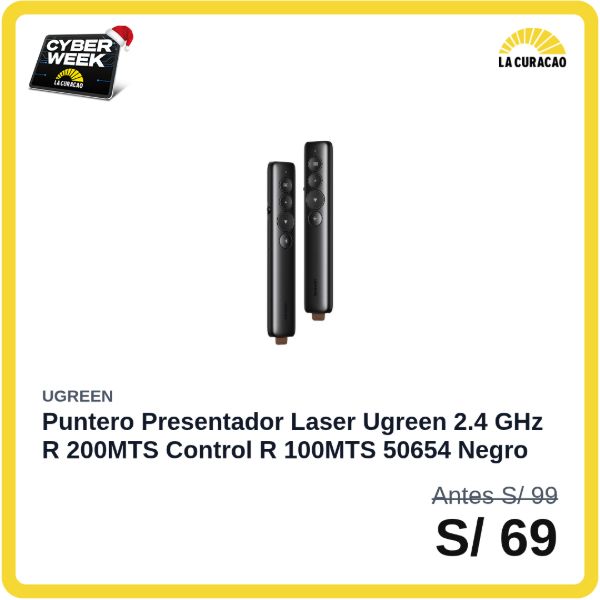 CYBER
WEEK
LA CURACAO
LA CURACAO
UGREEN
Puntero Presentador Laser Ugreen 2.4 GHz
R 200MTS Control R 100MTS 50654 Negro
Antes S/ 99
S/ 69